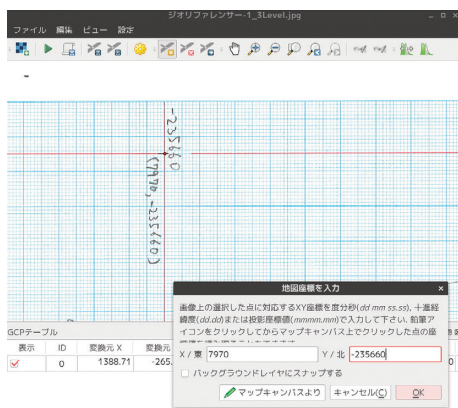 ジオリファレンサー-1_3Level.jpg
ファイル 編集 ビュー 設定
-235660
(7970, -235660)
地図座標を入力
画像上の選択した点に対応するXY座標を度分秒(dd mm ss.ss)、十進経
緯度(dd.dd)または投影座標値(mmmm.mm)で入力して下さい. 鉛筆ア
イコンをクリックしてからマップキャンバス上でクリックした点の座
X / 東 7970 Y / 北 -235660
バックグラウンドレイヤにスナップする
マップキャンバスより キャンセル(C) OK
GCPテーブル
表示 ID 変換元 X 変換元
0 1388.71 -265.